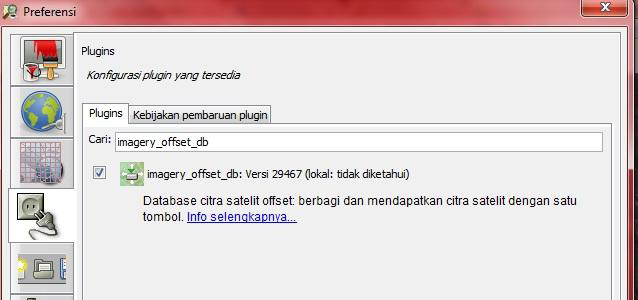 Preferensi
Plugins
Konfigurasi plugin yang tersedia
Plugins
Kebijakan pembaruan plugin
Cari:
imagery_offset_db
imagery_offset_db: Versi 29467 (lokal: tidak diketahui)
Database citra satelit offset: berbagi dan mendapatkan citra satelit dengan satu
tombol. Info selengkapnya...